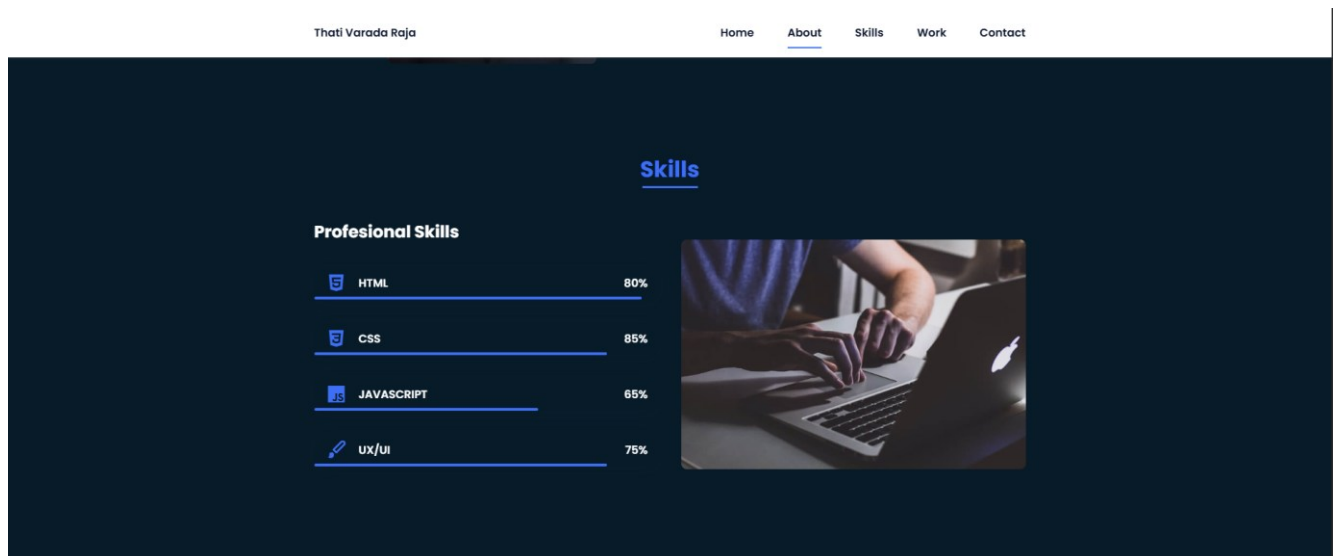 Thati Varada Raja Home About Skills Work Contact
Skills
Profesional Skills
HTML 80%
CSS 85%
JS JAVASCRIPT 65%
UX/UI 75%